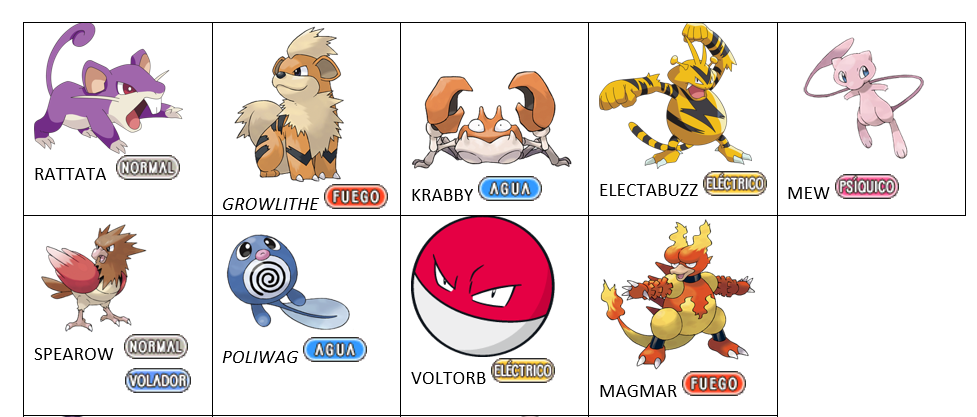 RATTATA NORMAL
GROWLITHE FUEGO
KRABBY AGUA
ELECTABUZZ ELÉCTRICO
MEW PSÍQUICO
SPEAROW NORMAL
VOLADOR
POLIWAG AGUA
VOLTORB ELÉCTRICO
MAGMAR FUEGO